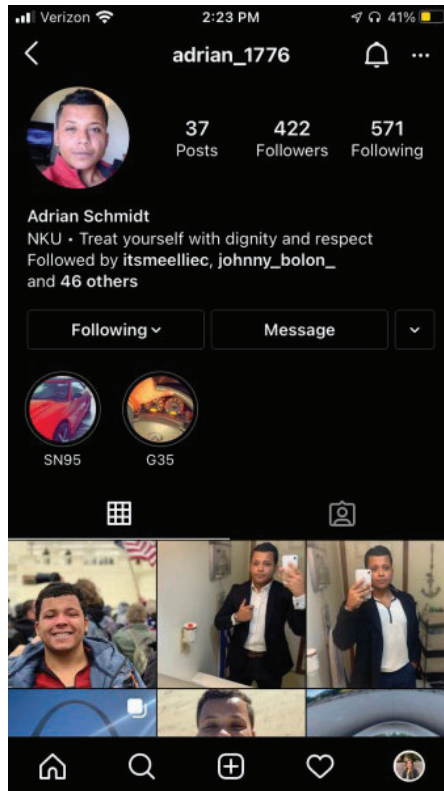 Verizon 2:23 PM 41%
adrian_1776
37 422 571
Posts Followers Following
Adrian Schmidt
NKU • Treat yourself with dignity and respect
Followed by itsmeelliec, johnny_bolon_
and 46 others
Following Message
SN95 G35